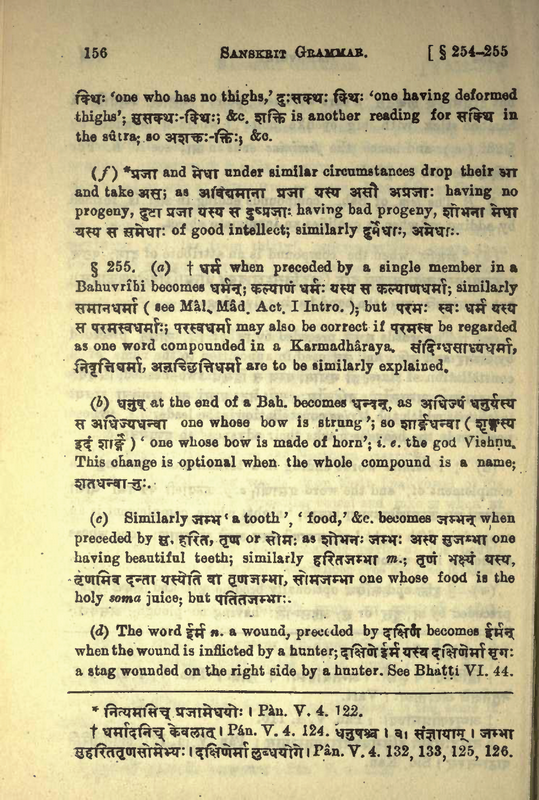 156 SANSKRIT GRAMMAR. [ § 254-255
क्थिः 'one who has no thighs,' दुःसक्थः क्थिः 'one having deformed
thighs'; सुसक्थः-क्थिः; &c. शक्ति is another reading for सक्थि in
the sûtra; so अशक्तः-क्तिः; &c.
(f) *प्रजा and मेधा under similar circumstances drop their आ
and take अस्; as अविद्यमाना प्रजा यस्य असौ अप्रजाः having no
progeny, दुष्टा प्रजा यस्य स दुष्प्रजाः having bad progeny, शोभना मेधा
यस्य स सुमेधाः of good intellect; similarly दुर्मेधाः, अमेधाः.
§ 255. (a) † धर्म when preceded by a single member in a
Bahuvrîhi becomes धर्मन्; कल्याणं धर्मः यस्य स कल्याणधर्मा; similarly
समानधर्मा ( see Mâl. Mâd. Act. I Intro. ); but परमः स्वः धर्म यस्य
स परमस्वधर्माः; परस्वधर्मा may also be correct if परमस्व be regarded
as one word compounded in a Karmadhâraya. संदिग्धसाध्यधर्मा,
निवृत्तिधर्मा, अनुच्छित्तिधर्मा are to be similarly explained.
(b) धनुष् at the end of a Bah. becomes धन्वन्, as अधिज्यं धनुर्यस्य
स अधिज्यधन्वा one whose bow is strung'; so शार्ङ्गधन्वा ( शृङ्गस्य
इदं शार्ङ्गं ) ' one whose bow is made of horn'; i. e. the god Vishṇu.
This change is optional when the whole compound is a name;
शतधन्वा-नुः.
(c) Similarly जम्भ ' a tooth ', ' food,' &c. becomes जम्भन् when
preceded by सु, हरित, तृण or सोम; as शोभनः जम्भः अस्य सुजम्भा one
having beautiful teeth; similarly हरितजम्भा m.; तृणं भक्ष्यं यस्य,
तृणमिव दन्ता यस्येति वा तृणजम्भा, सोमजम्भा one whose food is the
holy soma juice; but पतितजम्भः.
(d) The word ईर्म n. a wound, preceded by दक्षिण becomes ईर्मन्
when the wound is inflicted by a hunter; दक्षिणे ईर्म यस्य दक्षिणेर्मा मृगः
a stag wounded on the right side by a hunter. See Bhaṭṭi VI. 44.
* नित्यमसिच् प्रजामेधयोः । Pân. V. 4. 122.
† धर्मादनिच् केवलात् । Pân. V. 4. 124. धनुषश्च । वा संज्ञायाम् । जम्भा
सुहरिततृणसोमेभ्यः । दक्षिणेर्मा लुब्धयोगे । Pân. V. 4. 132, 133, 125, 126.